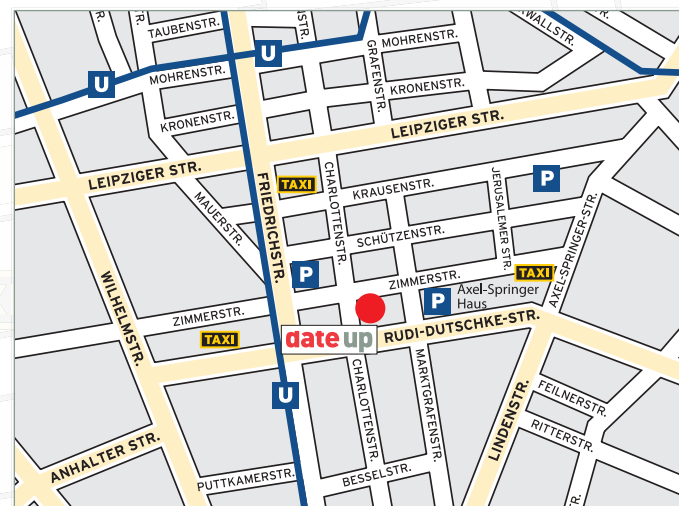 TAUBENSTR.
R.
WALLSTR.
MOHRENSTR.
U
GRAFENSTR.
U
MOHRENSTR.
KRONENSTR.
KRONENSTR.
LEIPZIGER STR.
LEIPZIGER STR.
TAXI
CHARLOTTENSTR.
KRAUSENSTR.
JERUSALEMER STR.
P
MAUERSTR.
FRIEDRICHSTR.
SCHÜTZENSTR.
AXEL-SPRINGER-STR.
P
ZIMMERSTR.
TAXI
WILHELMSTR.
P
Axel-Springer
Haus
ZIMMERSTR.
TAXI
date up
RUDI-DUTSCHKE-STR.
U
CHARLOTTENSTR.
MARKTGRAFENSTR.
LINDENSTR.
FEILNERSTR.
RITTERSTR.
ANHALTER STR.
PUTTKAMERSTR.
BESSELSTR.
R.